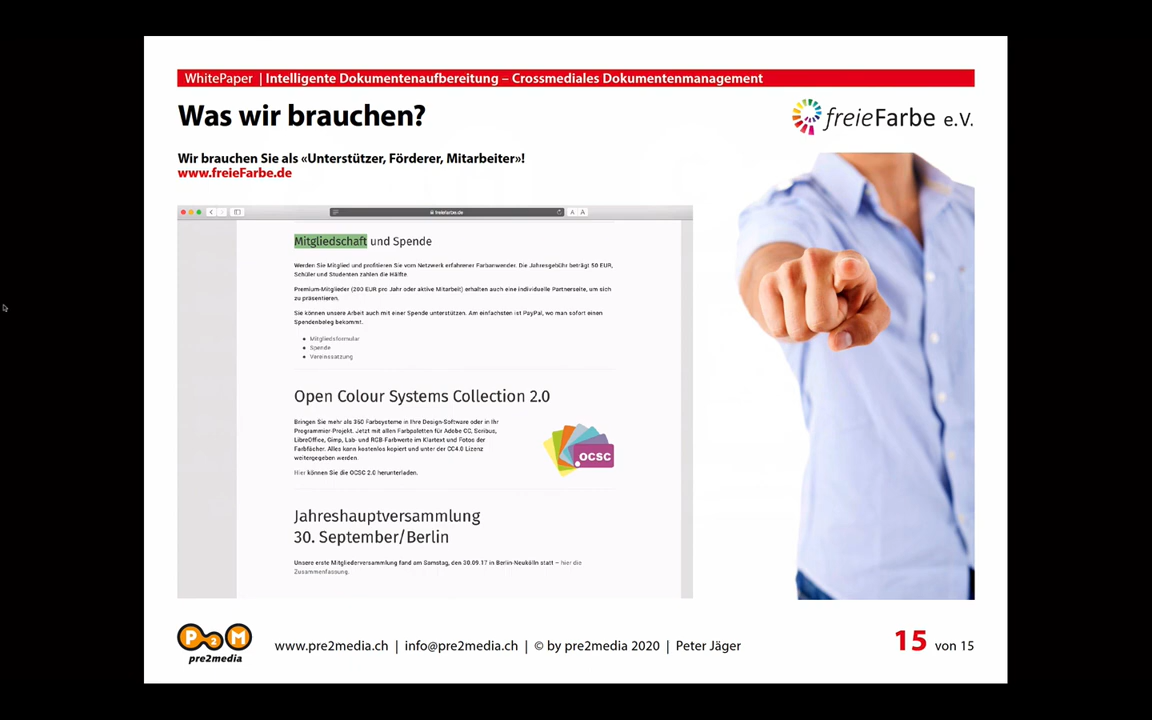 WhitePaper | Intelligente Dokumentenaufbereitung – Crossmediales Dokumentenmanagement
Was wir brauchen?
freieFarbe e.V.
Wir brauchen Sie als «Unterstützer, Förderer, Mitarbeiter»!
www.freieFarbe.de
freiefarbe.de
A A
Mitgliedschaft und Spende
Werden Sie Mitglied und profitieren Sie vom Netzwerk erfahrener Farbanwender. Die Jahresgebühr beträgt 50 EUR,
Schüler und Studenten zahlen die Hälfte.
Premium-Mitglieder (200 EUR pro Jahr oder aktive Mitarbeit) erhalten auch eine individuelle Partnerseite, um sich
zu präsentieren.
Sie können unsere Arbeit auch mit einer Spende unterstützen. Am einfachsten ist PayPal, wo man sofort einen
Spendenbeleg bekommt.
• Mitgliedsformular
• Spende
• Vereinssatzung
Open Colour Systems Collection 2.0
Bringen Sie mehr als 350 Farbsysteme in Ihre Design-Software oder in Ihr
Programmier-Projekt. Jetzt mit allen Farbpaletten für Adobe CC, Scribus,
LibreOffice, Gimp, Lab- und RGB-Farbwerte im Klartext und Fotos der
Farbfächer. Alles kann kostenlos kopiert und unter der CC4.0 Lizenz
weitergegeben werden.
OCSC
Hier können Sie die OCSC 2.0 herunterladen.
Jahreshauptversammlung
30. September/Berlin
Unsere erste Mitgliederversammlung fand am Samstag, den 30.09.17 in Berlin-Neukölln statt – hier die
Zusammenfassung.
P2M
pre2media
www.pre2media.ch | info@pre2media.ch | © by pre2media 2020 | Peter Jäger
15 von 15